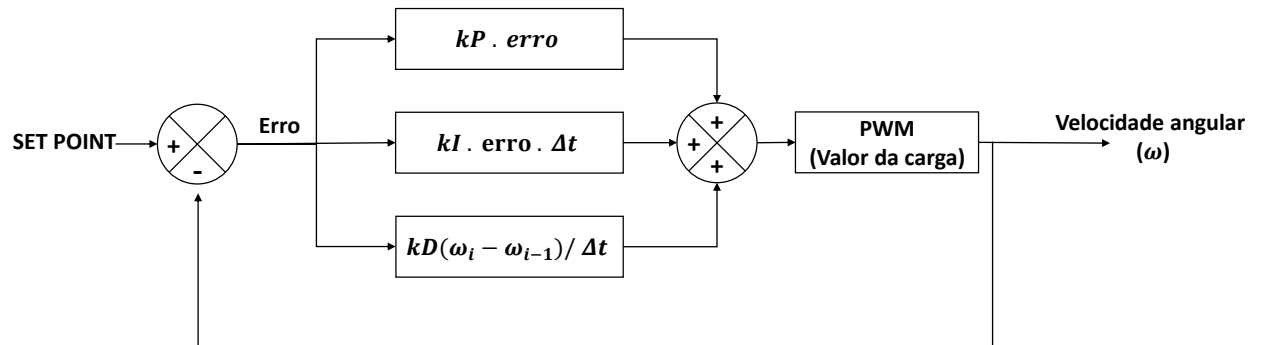 kP . erro
SET POINT
+
-
Erro
kI . erro . Δt
+
+
+
PWM
(Valor da carga)
Velocidade angular
(ω)
kD(ωᵢ − ωᵢ₋₁)/ Δt